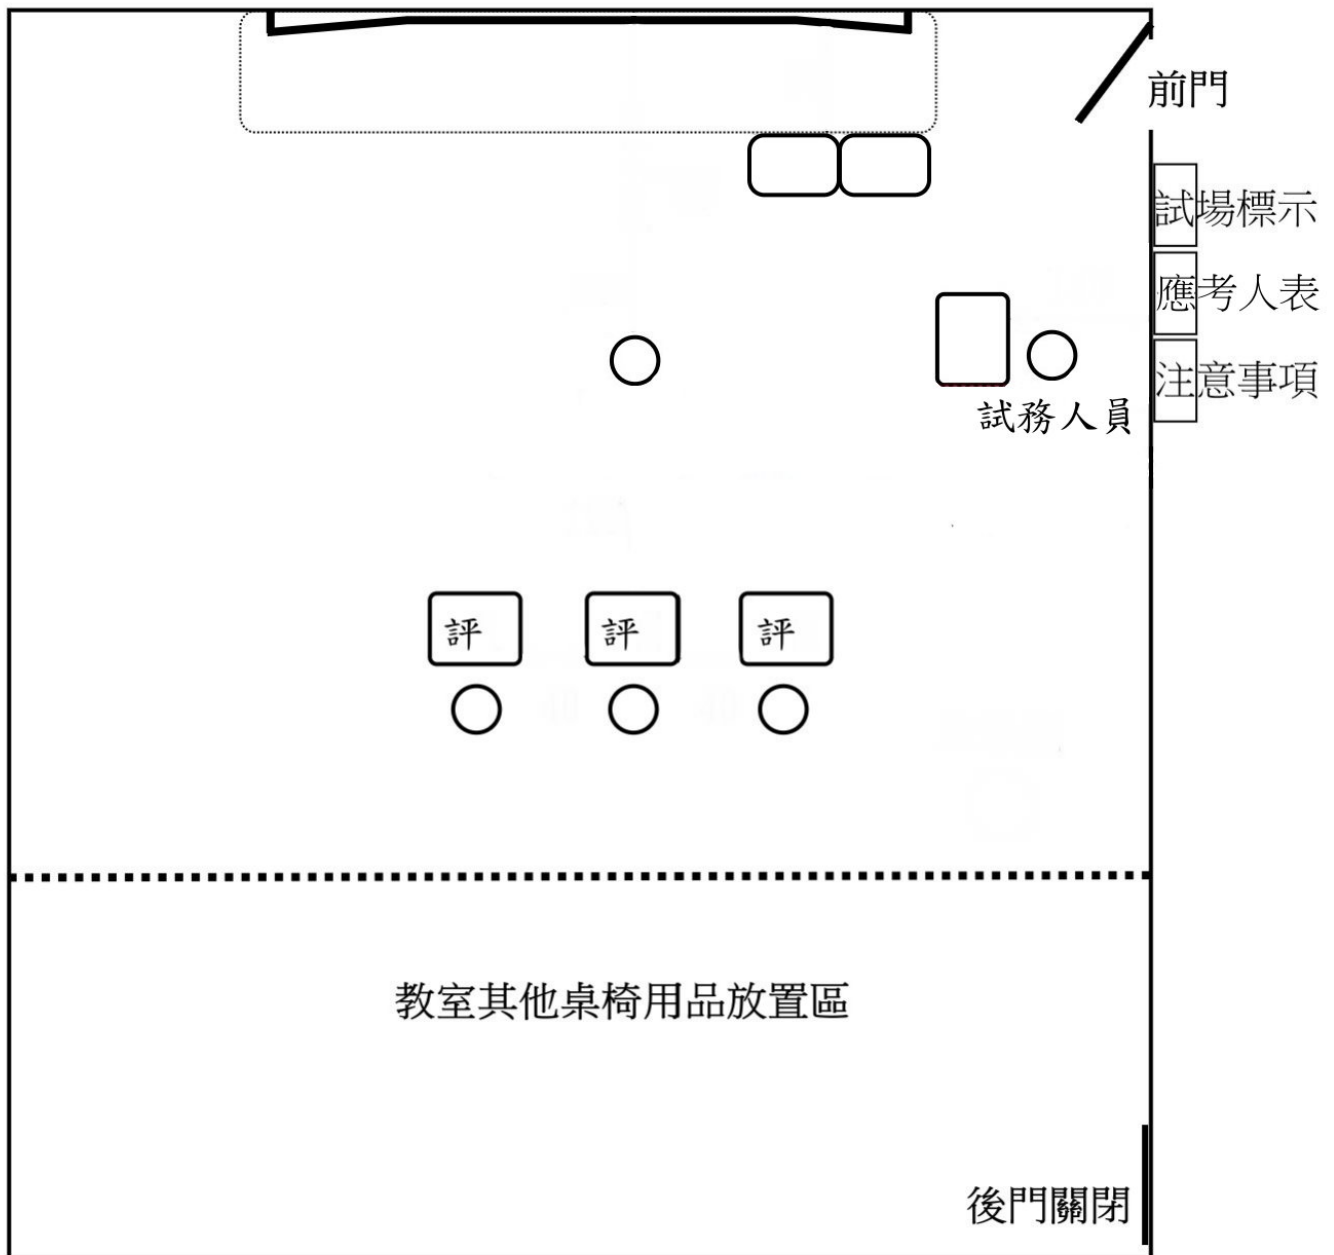 前門
試場標示
應考人表
注意事項
試務人員
評
評
評
教室其他桌椅用品放置區
後門關閉